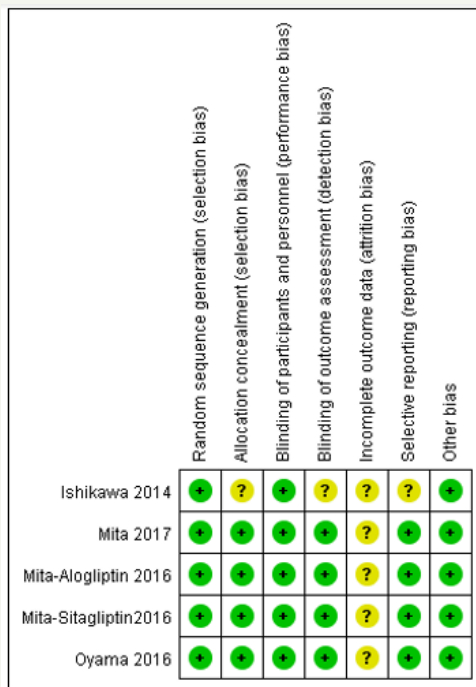 Random sequence generation (selection bias)
Allocation concealment (selection bias)
Blinding of participants and personnel (performance bias)
Blinding of outcome assessment (detection bias)
Incomplete outcome data (attrition bias)
Selective reporting (reporting bias)
Other bias
Ishikawa 2014 + ? + ? ? ? +
Mita 2017 + + + + ? + +
Mita-Alogliptin 2016 + + + + ? + +
Mita-Sitagliptin2016 + + + + ? + +
Oyama 2016 + + + + ? + +